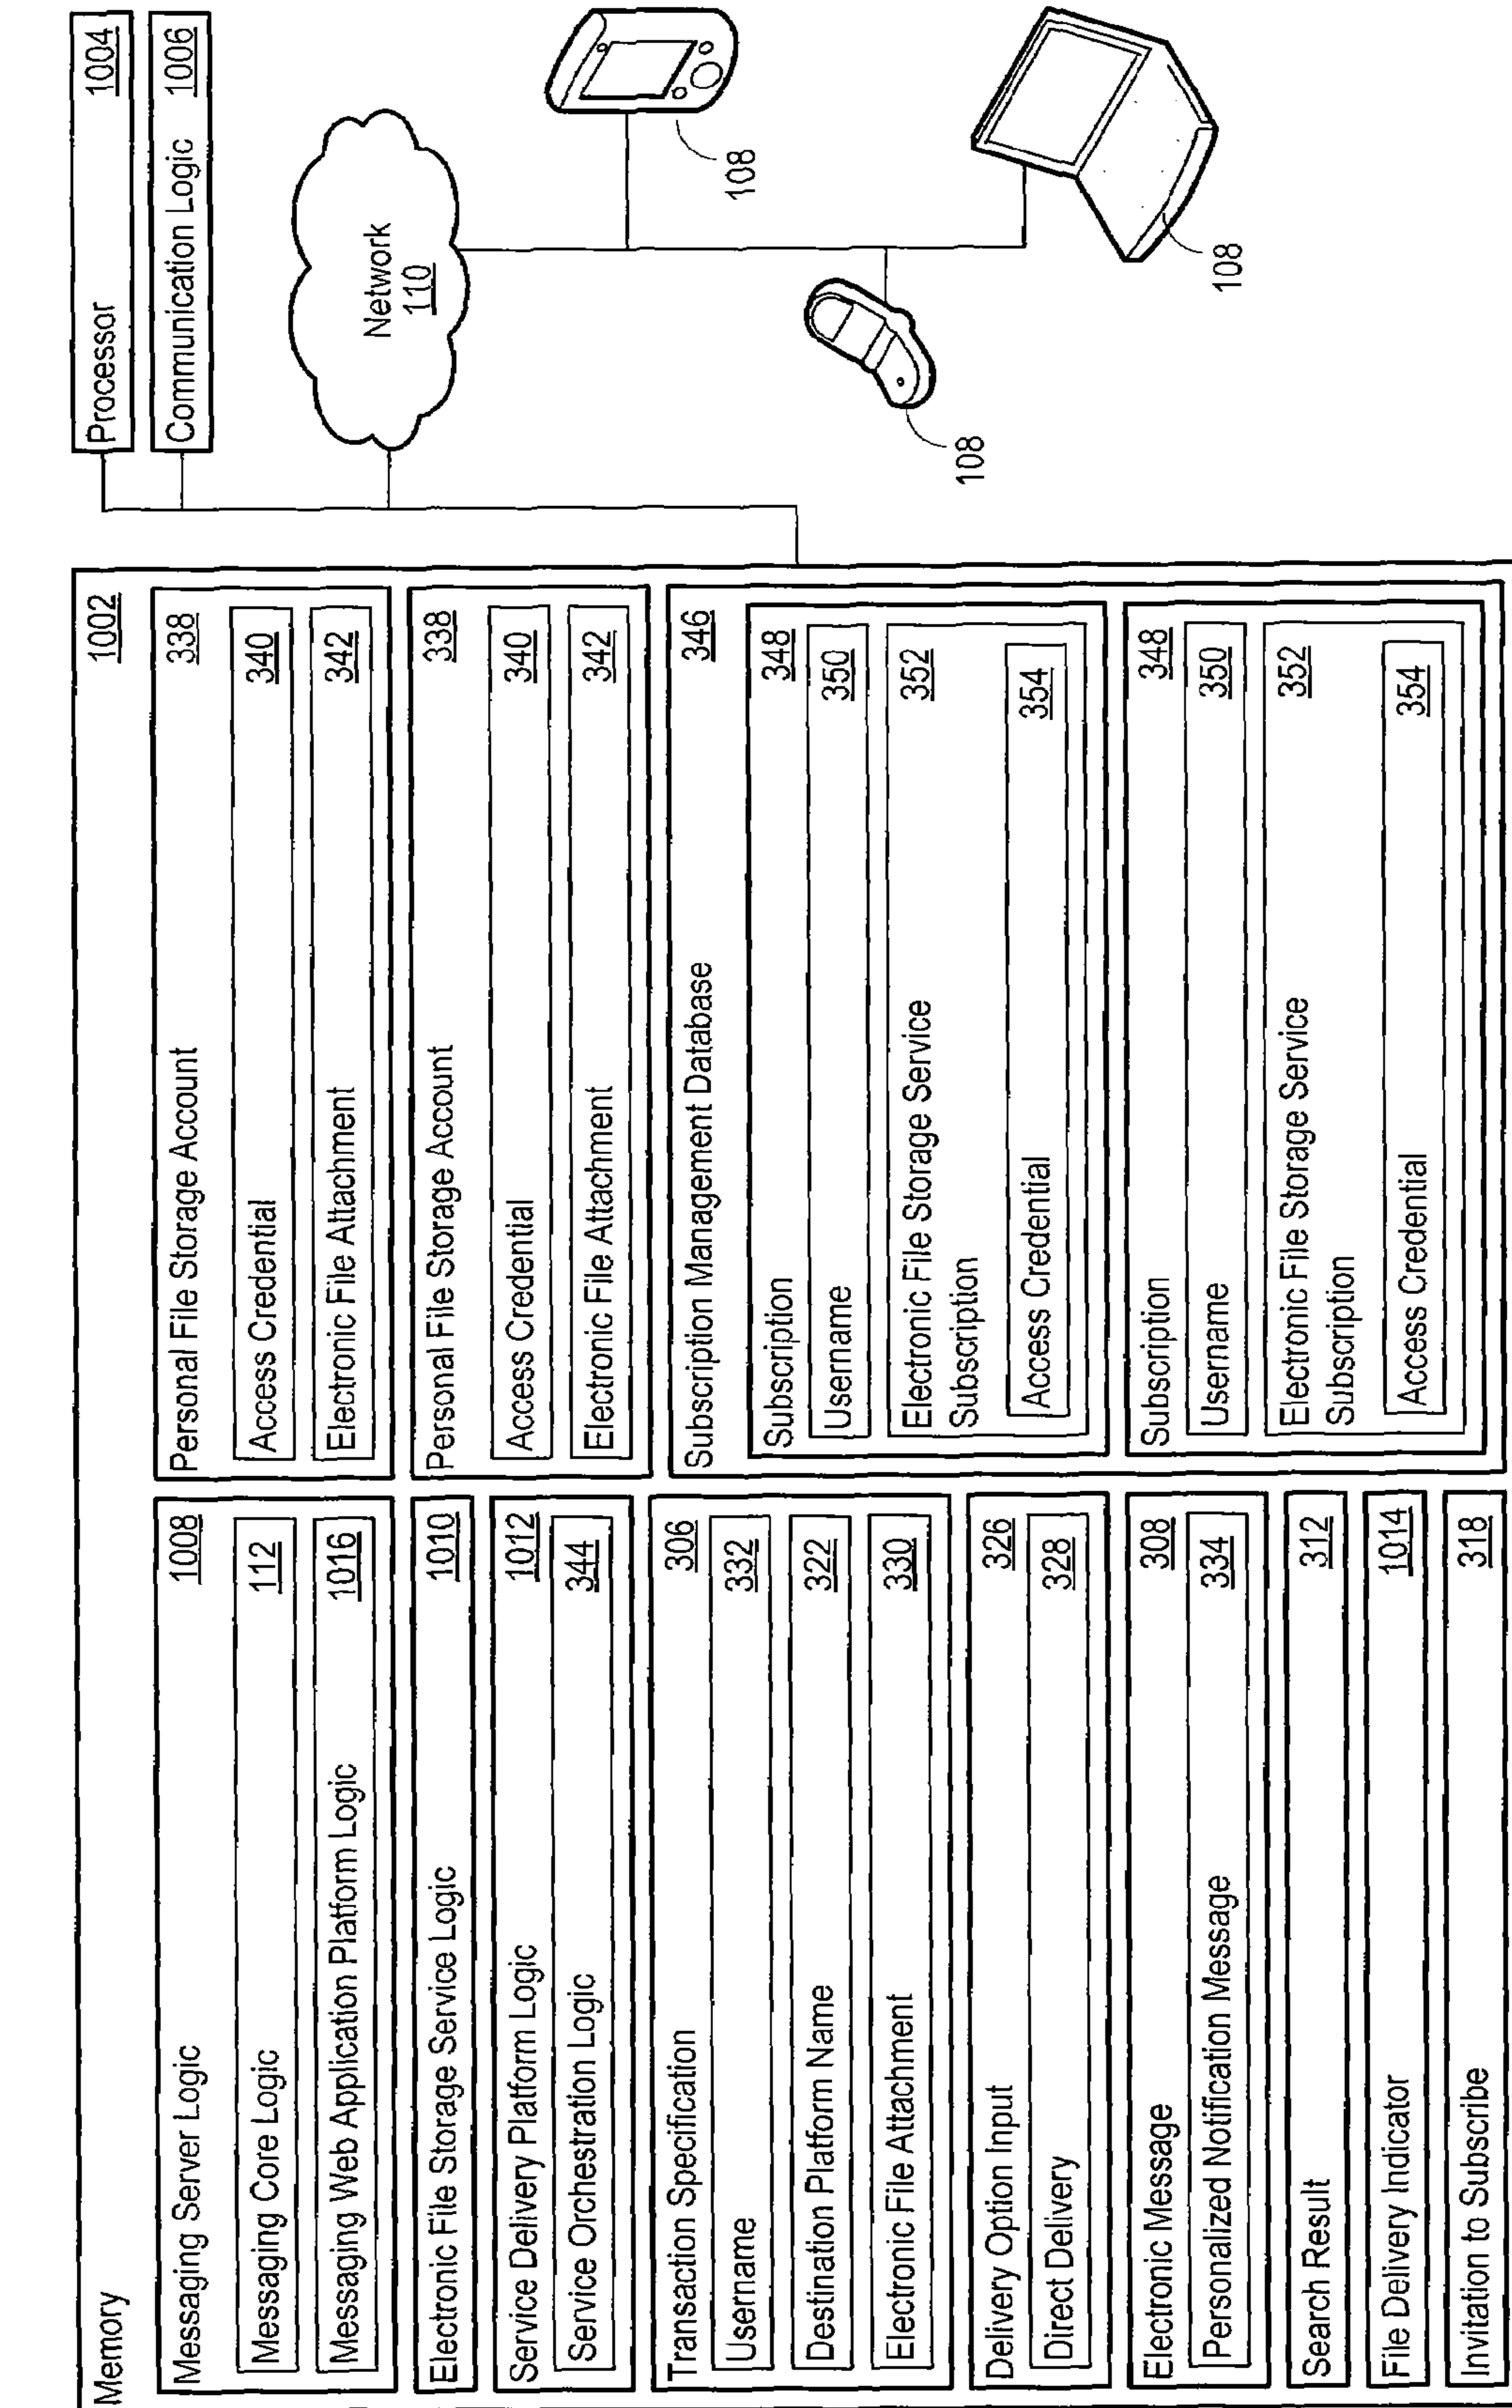 Memory 1002
Messaging Server Logic 1008
Messaging Core Logic 112
Messaging Web Application Platform Logic 1016
Electronic File Storage Service Logic 1010
Service Delivery Platform Logic 1012
Service Orchestration Logic 344
Transaction Specification 306
Username 332
Destination Platform Name 322
Electronic File Attachment 330
Delivery Option Input 326
Direct Delivery 328
Electronic Message 308
Personalized Notification Message 334
Search Result 312
File Delivery Indicator 1014
Invitation to Subscribe 318
Personal File Storage Account 338
Access Credential 340
Electronic File Attachment 342
Personal File Storage Account 338
Access Credential 340
Electronic File Attachment 342
Subscription Management Database 346
Subscription 348
Username 350
Electronic File Storage Service 352
Subscription
Access Credential 354
Subscription 348
Username 350
Electronic File Storage Service 352
Subscription
Access Credential 354
Processor 1004
Communication Logic 1006
Network
110
108
108
108